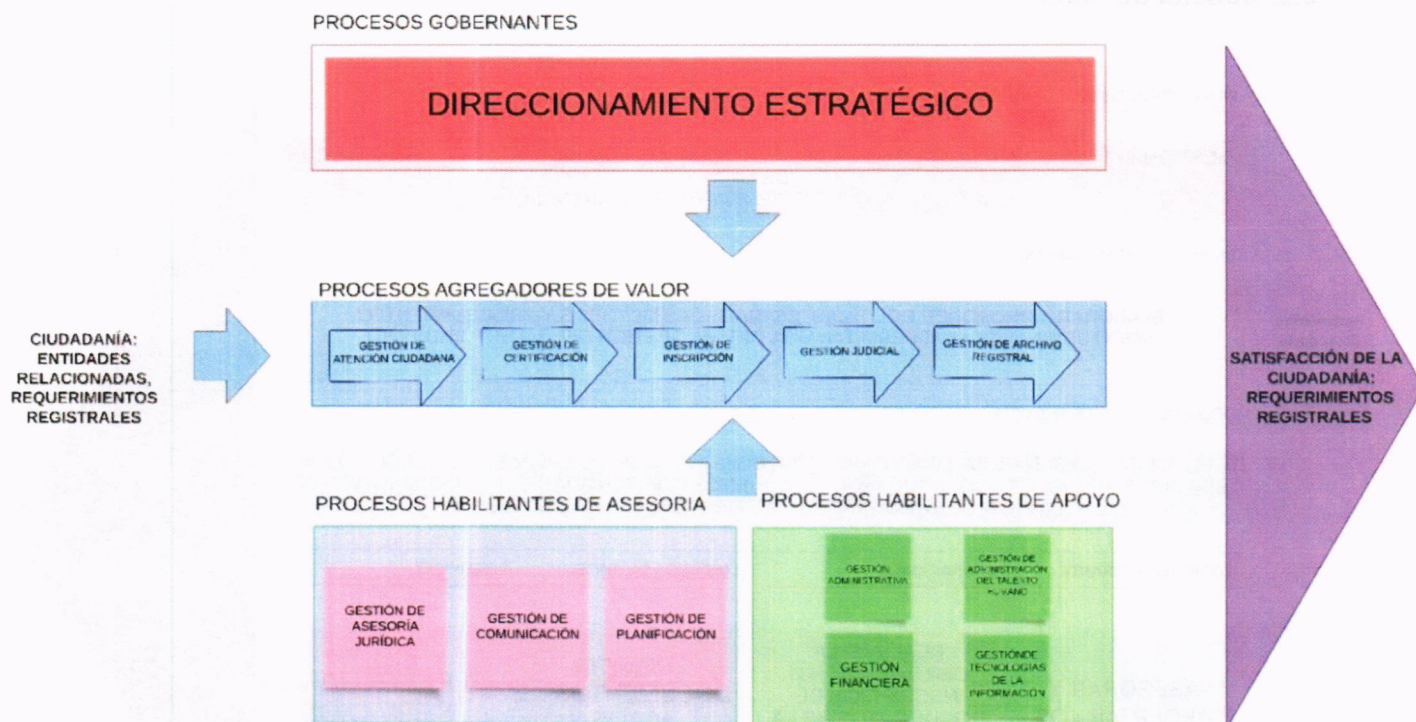 PROCESOS GOBERNANTES
DIRECCIONAMIENTO ESTRATÉGICO
PROCESOS AGREGADORES DE VALOR
CIUDADANÍA:
ENTIDADES
RELACIONADAS,
REQUERIMIENTOS
REGISTRALES
GESTIÓN DE
ATENCIÓN CIUDADANA
GESTIÓN DE
CERTIFICACIÓN
GESTIÓN DE
INSCRIPCIÓN
GESTIÓN JUDICIAL
GESTIÓN DE ARCHIVO
REGISTRAL
SATISFACCIÓN DE LA
CIUDADANÍA:
REQUERIMIENTOS
REGISTRALES
PROCESOS HABILITANTES DE ASESORIA
GESTIÓN DE
ASESORÍA
JURÍDICA
GESTIÓN DE
COMUNICACIÓN
GESTIÓN DE
PLANIFICACIÓN
PROCESOS HABILITANTES DE APOYO
GESTIÓN
ADMINISTRATIVA
GESTIÓN DE
ADMINISTRACIÓN
DEL TALENTO
HUMANO
GESTIÓN
FINANCIERA
GESTIÓNDE
TECNOLOGÍAS
DE LA
INFORMACIÓN